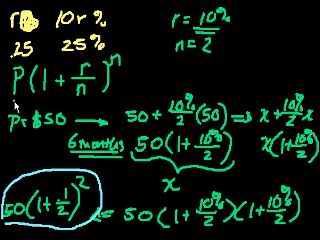 r% 10r %
.25 25%
r = 10%
n = 2
P(1 + r/n)^n
P = $50 → 50 + 10%/2 (50) ⇒ x + 10%/2 x
6 months 50(1 + 10%/2) x(1 + 10%/2)
x
50(1 + 1/2)^2 = 50(1 + 10%/2)(1 + 10%/2)